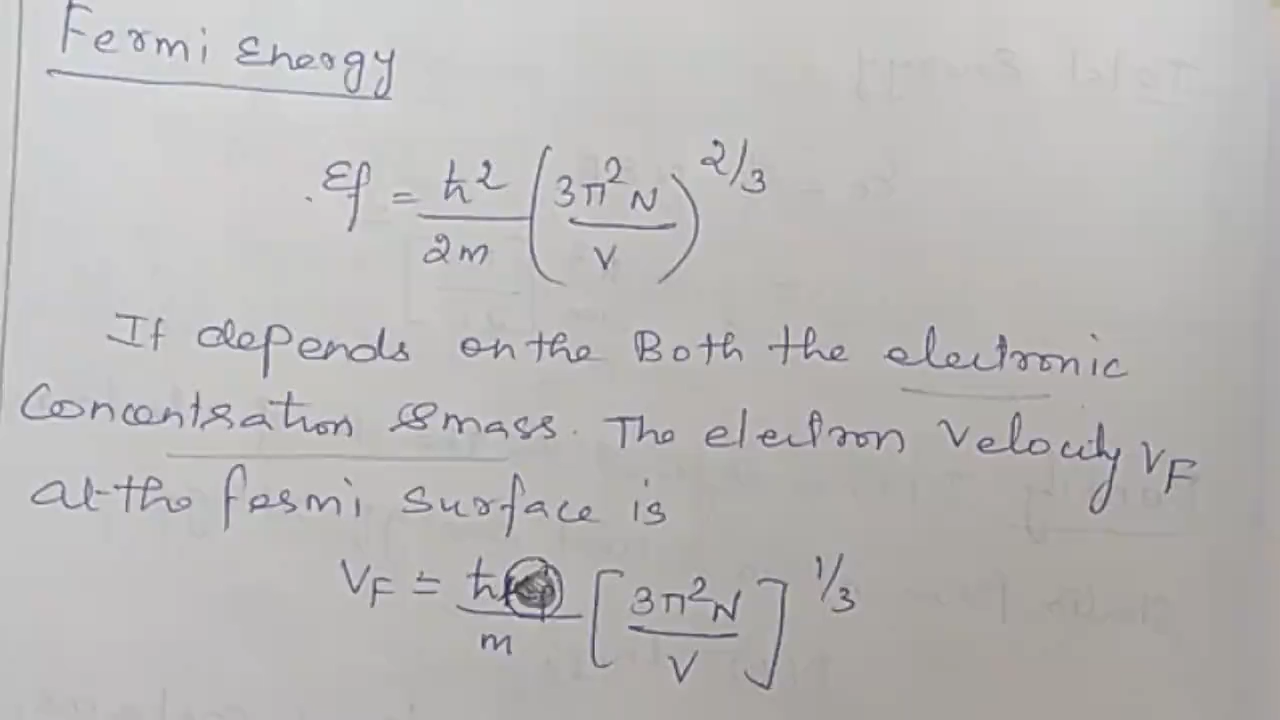 Fermi Energy
Ef = ħ²/2m (3π²N/V)^2/3
It depends on the Both the electronic
Concentration & mass. The electron Velocity VF
at the fermi surface is
VF = ħ/m [3π²N/V]^1/3